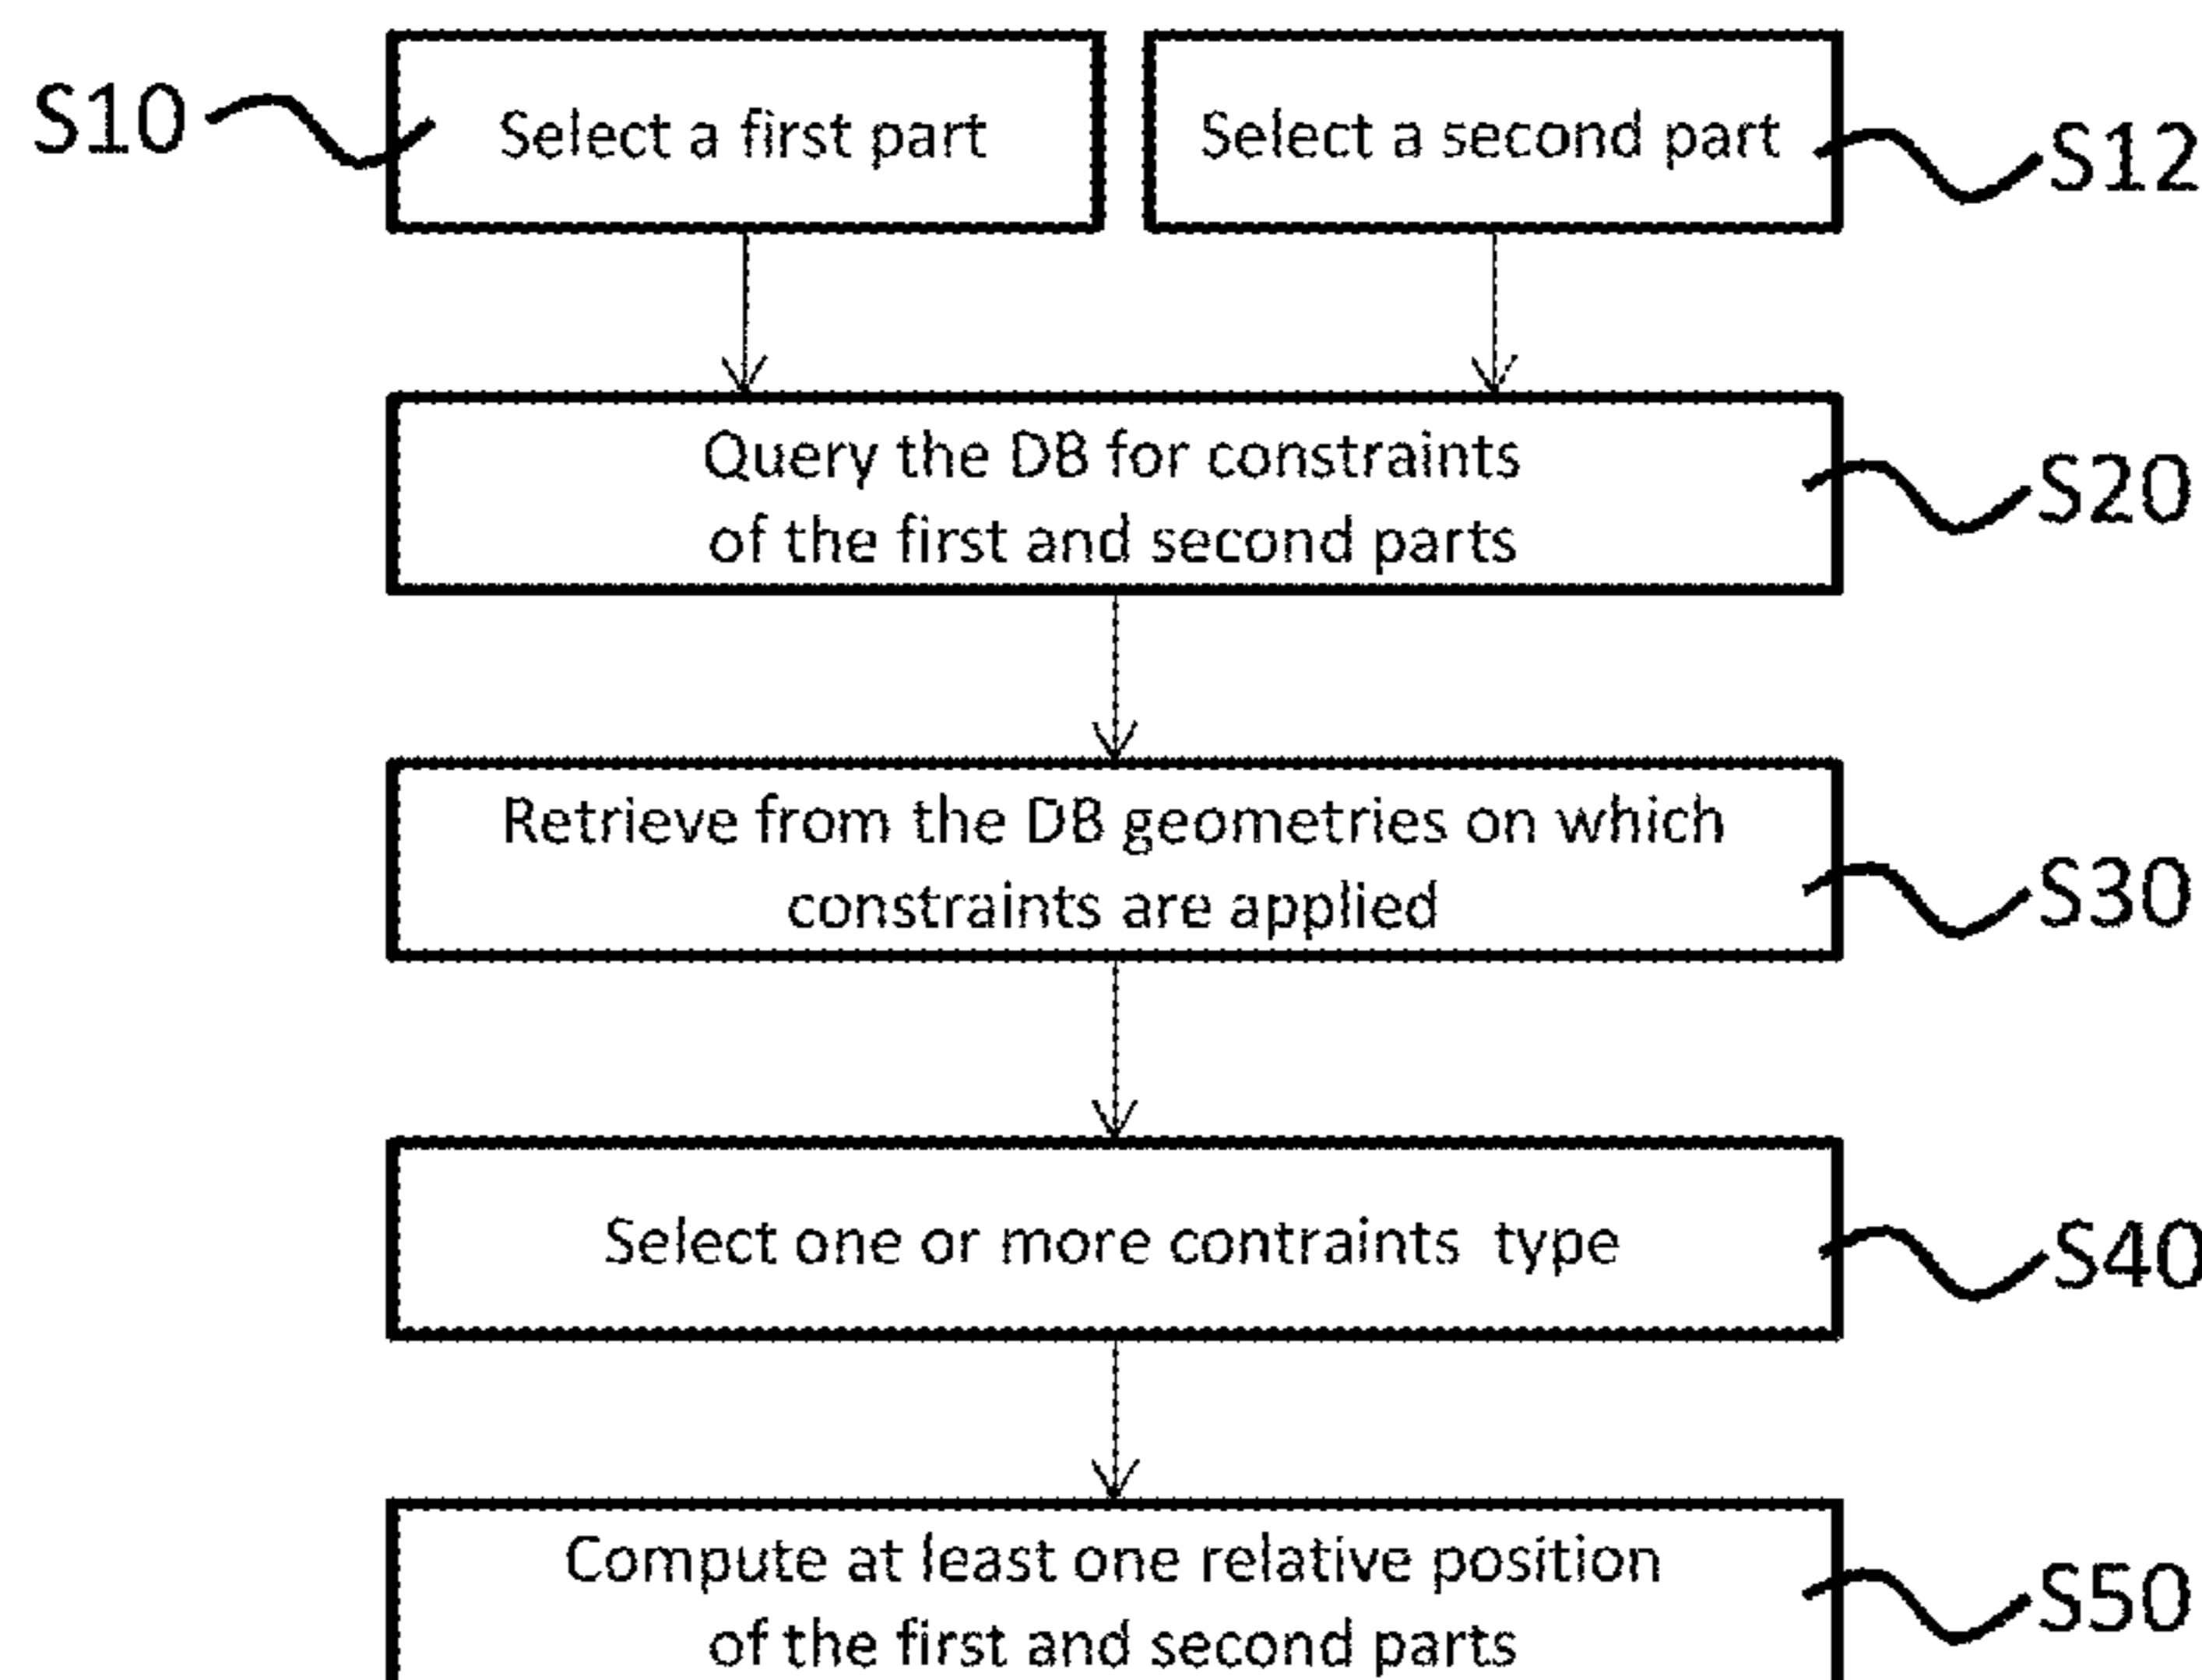 S10
Select a first part
Select a second part
S12
Query the DB for constraints
of the first and second parts
S20
Retrieve from the DB geometries on which
constraints are applied
S30
Select one or more contraints type
S40
Compute at least one relative position
of the first and second parts
S50